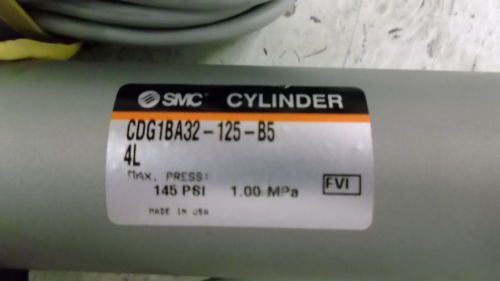 SMC CYLINDER
CDG1BA32-125-B5
4L
MAX. PRESS:
145 PSI 1.00 MPa FVI
MADE IN USA